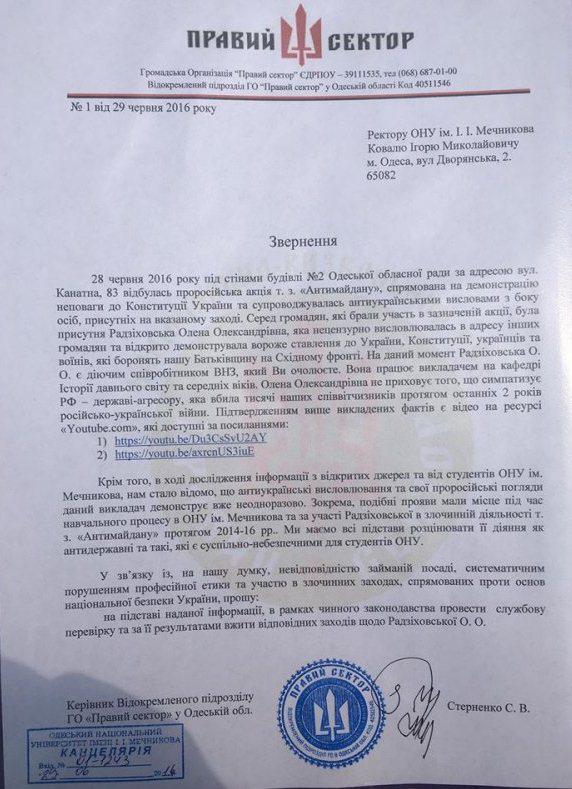 ПРАВИЙ СЕКТОР
Громадська Організація "Правий сектор" ЄДРПОУ – 39111535, тел (068) 687-01-00
Відокремлений підрозділ ГО "Правий сектор" у Одеській області Код 40511546
№ 1 від 29 червня 2016 року
Ректору ОНУ ім. І. І. Мечникова
Ковалю Ігорю Миколайовичу
м. Одеса, вул Дворянська, 2.
65082
Звернення
28 червня 2016 року під стінами будівлі №2 Одеської обласної ради за адресою вул.
Канатна, 83 відбулась проросійська акція т. з. «Антимайдану», спрямована на демонстрацію
неповаги до Конституції України та супроводжувалась антиукраїнськими висловами з боку
осіб, присутніх на вказаному заході. Серед громадян, які брали участь в зазначеній акції, була
присутня Радзіховська Олена Олександрівна, яка нецензурно висловлювалась в адресу інших
громадян та відкрито демонструвала вороже ставлення до України, Конституції, українців та
воїнів, які боронять нашу Батьківщину на Східному фронті. На даний момент Радзіховська О.
О. є діючим співробітником ВНЗ, який Ви очолюєте. Вона працює викладачем на кафедрі
Історії давнього світу та середніх віків. Олена Олександрівна не приховує того, що симпатизує
РФ – державі-агресору, яка вбила тисячі наших співвітчизників протягом останніх 2 років
російсько-української війни. Підтвердженням вище викладених фактів є відео на ресурсі
«Youtube.com», які доступні за посиланнями:
1) https://youtu.be/Du3CsSvU2AY
2) https://youtu.be/axrcnUS3iuE
Крім того, в ході дослідження інформації з відкритих джерел та від студентів ОНУ ім.
Мечникова, нам стало відомо, що антиукраїнські висловлювання та свої проросійські погляди
даний викладач демонструє вже неодноразово. Зокрема, подібні прояви мали місце під час
навчального процесу в ОНУ ім. Мечникова та за участі Радзіховської в злочинній діяльності т.
з. «Антимайдану» протягом 2014-16 рр.. Ми маємо всі підстави розцінювати її діяння як
антидержавні та такі, які є суспільно-небезпечними для студентів ОНУ.
У зв'язку із, на нашу думку, невідповідністю займаній посаді, систематичним
порушенням професійної етики та участю в злочинних заходах, спрямованих проти основ
національної безпеки України, прошу:
на підставі наданої інформації, в рамках чинного законодавства провести службову
перевірку та за її результатами вжити відповідних заходів щодо Радзіховської О. О.
Керівник Відокремленого підрозділу
ГО «Правий сектор» у Одеській обл.
ПРАВИЙ СЕКТОР
Стерненко С. В.
ОДЕСЬКИЙ НАЦІОНАЛЬНИЙ
УНІВЕРСИТЕТ ІМЕНІ І. І. МЕЧНИКОВА
КАНЦЕЛЯРІЯ
Вхід. № 01-1243
29 06 2016